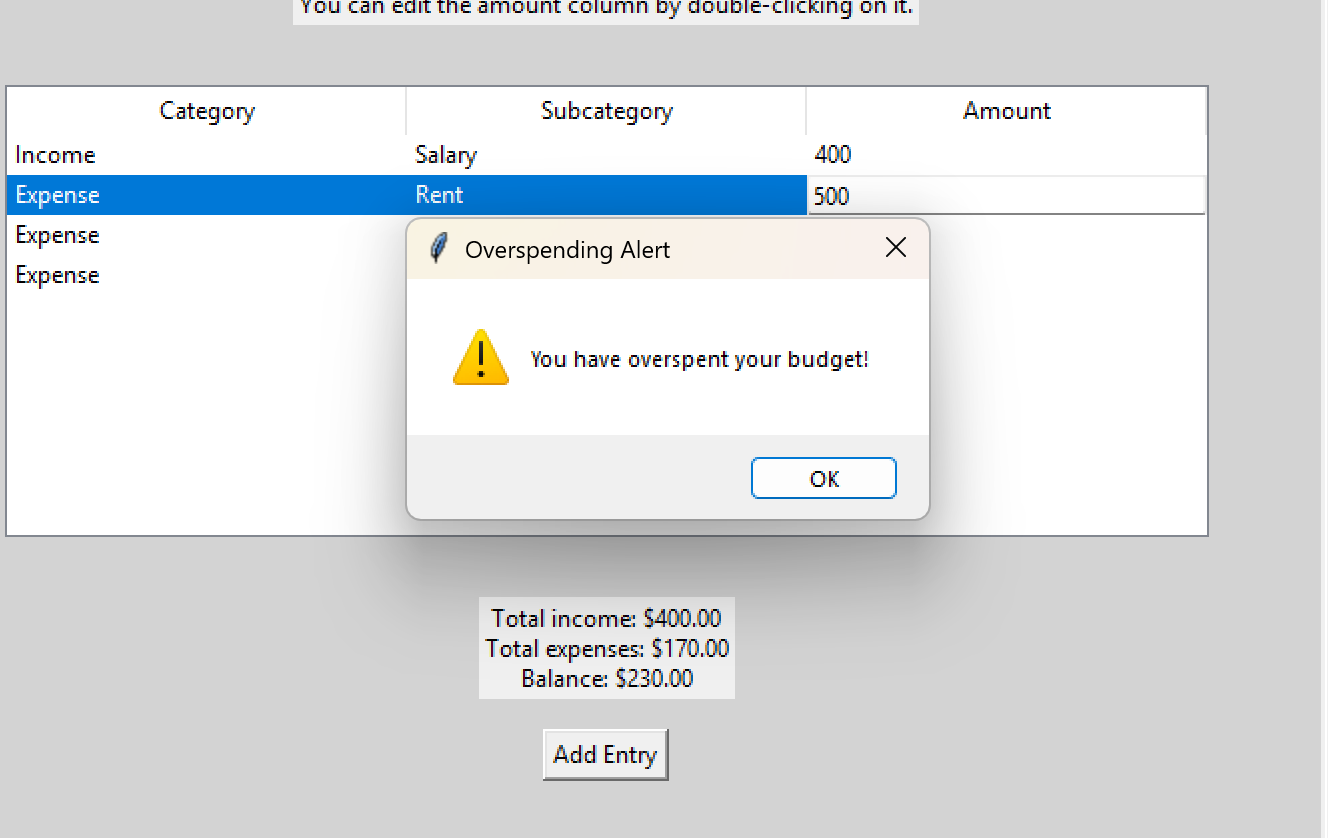 You can edit the amount column by double-clicking on it.
Category Subcategory Amount
Income Salary 400
Expense Rent 500
Expense
Expense
Overspending Alert
You have overspent your budget!
OK
Total income: $400.00
Total expenses: $170.00
Balance: $230.00
Add Entry